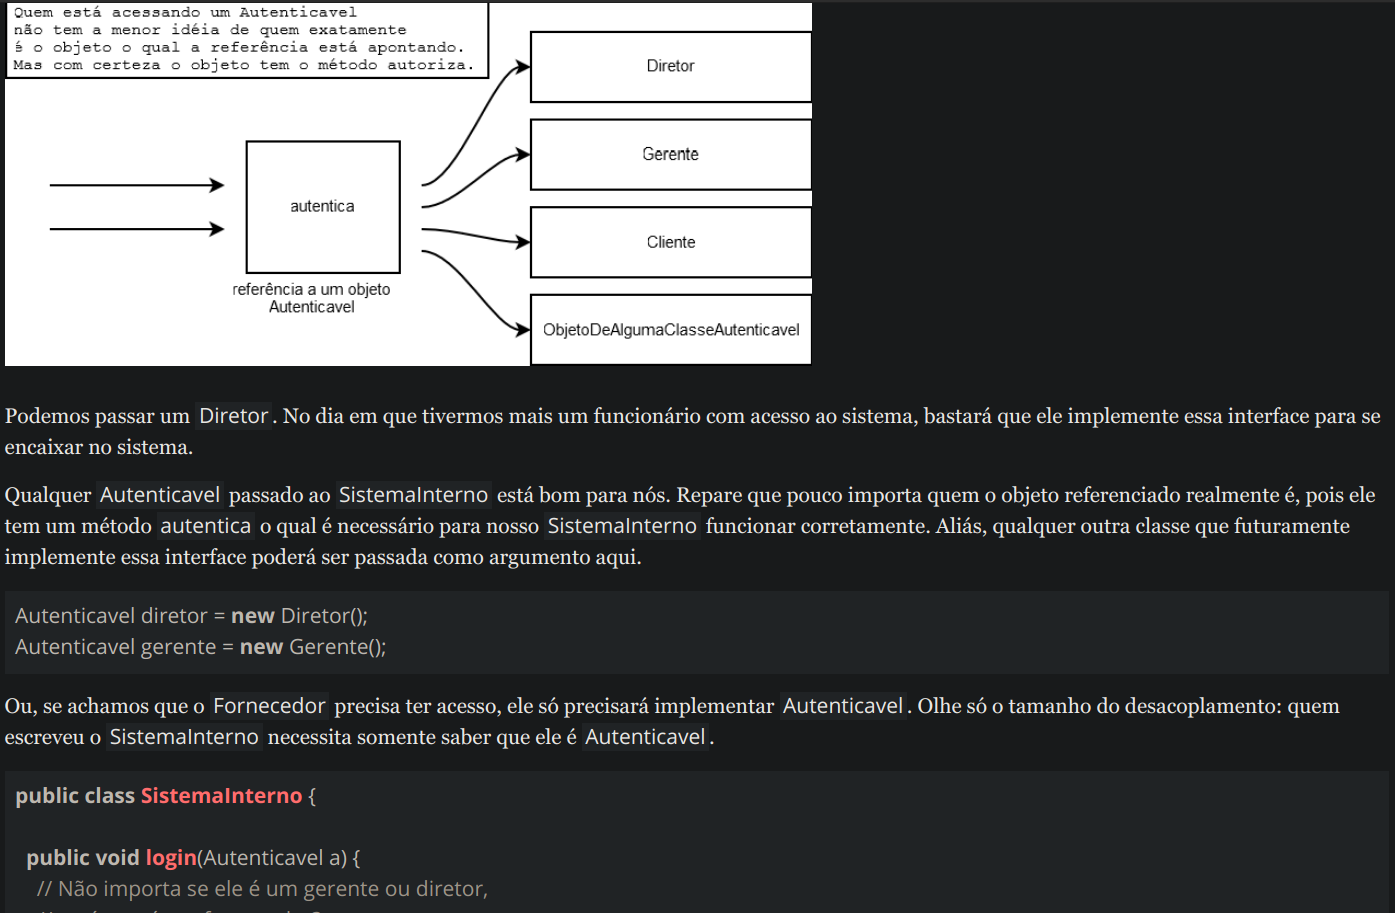 Quem está acessando um Autenticavel
não tem a menor idéia de quem exatamente
é o objeto o qual a referência está apontando.
Mas com certeza o objeto tem o método autoriza.
Diretor
Gerente
autentica
Cliente
referência a um objeto
Autenticavel
ObjetoDeAlgumaClasseAutenticavel
Podemos passar um Diretor. No dia em que tivermos mais um funcionário com acesso ao sistema, bastará que ele implemente essa interface para se
encaixar no sistema.
Qualquer Autenticavel passado ao SistemaInterno está bom para nós. Repare que pouco importa quem o objeto referenciado realmente é, pois ele
tem um método autentica o qual é necessário para nosso SistemaInterno funcionar corretamente. Aliás, qualquer outra classe que futuramente
implemente essa interface poderá ser passada como argumento aqui.
Autenticavel diretor = new Diretor();
Autenticavel gerente = new Gerente();
Ou, se achamos que o Fornecedor precisa ter acesso, ele só precisará implementar Autenticavel. Olhe só o tamanho do desacoplamento: quem
escreveu o SistemaInterno necessita somente saber que ele é Autenticavel.
public class SistemaInterno {
public void login(Autenticavel a) {
// Não importa se ele é um gerente ou diretor,